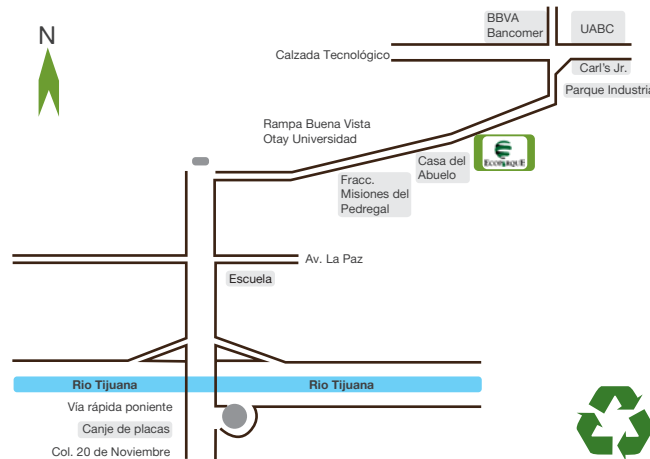 BBVA
Bancomer
UABC
N
Calzada Tecnológico
Carl's Jr.
Parque Industria
Rampa Buena Vista
Otay Universidad
ECOPARQUE
Casa del
Abuelo
Fracc.
Misiones del
Pedregal
Av. La Paz
Escuela
Rio Tijuana
Rio Tijuana
Vía rápida poniente
Canje de placas
Col. 20 de Noviembre